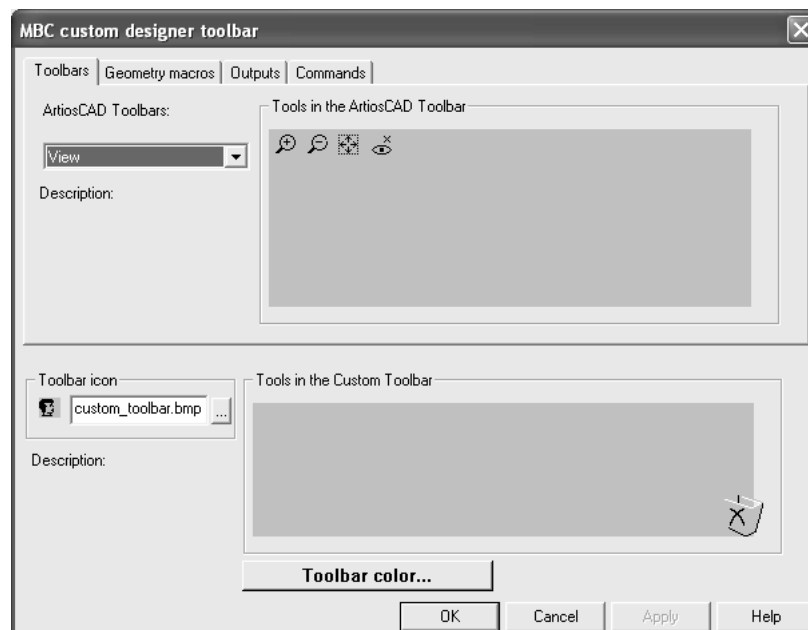 MBC custom designer toolbar
Toolbars Geometry macros Outputs Commands
ArtiosCAD Toolbars:
Tools in the ArtiosCAD Toolbar
View
Description:
Toolbar icon
Tools in the Custom Toolbar
custom_toolbar.bmp ...
Description:
Toolbar color...
OK Cancel Apply Help